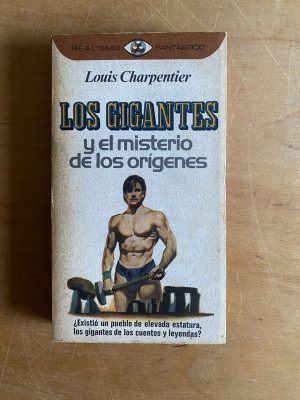 REALISMO FANTASTICO
Louis Charpentier
LOS GIGANTES
y el misterio
de los orígenes
¿Existió un pueblo de elevada estatura,
los gigantes de los cuentos y leyendas?